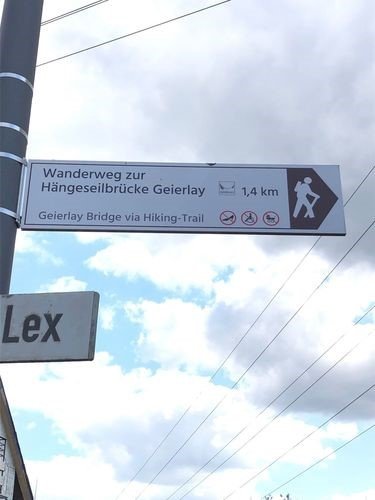 Wanderweg zur
Hängeseilbrücke Geierlay 1,4 km
Geierlay Bridge via Hiking-Trail
Lex